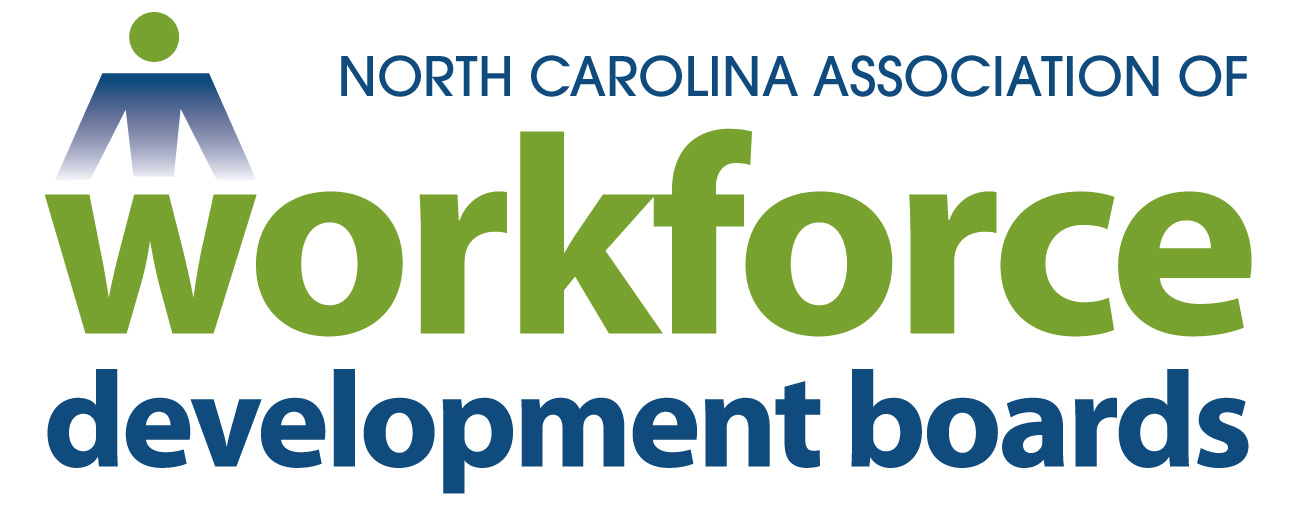 NORTH CAROLINA ASSOCIATION OF
workforce
development boards